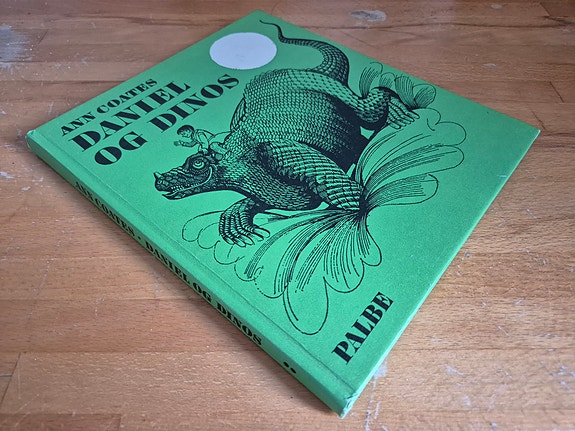 ANN COATES
DANIEL
OG DINOS
PALBE
ANN COATES • DANIEL OG DINOS